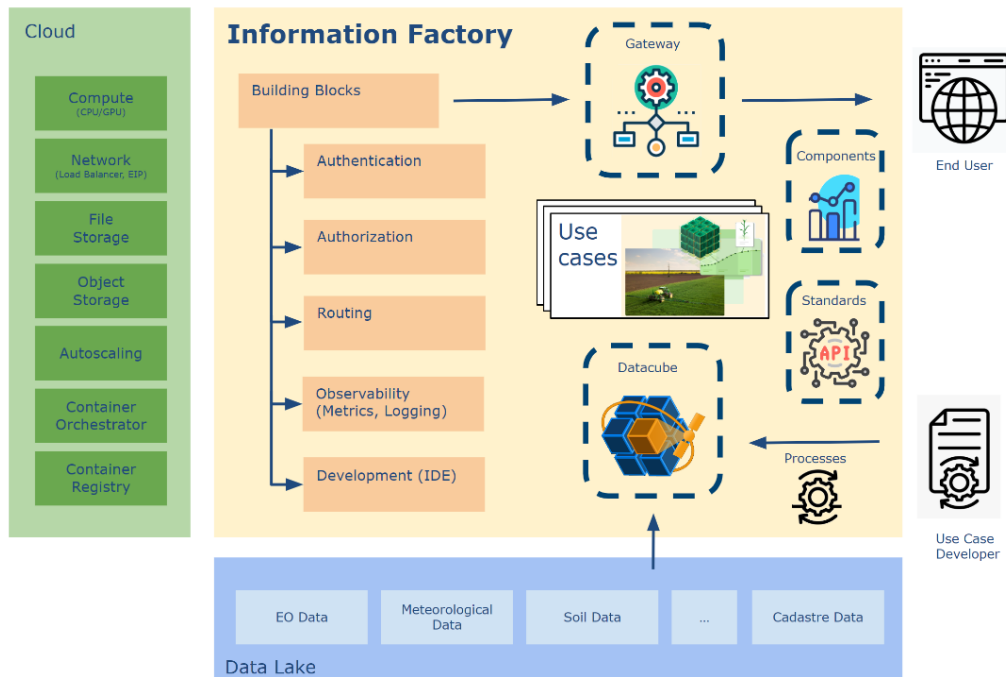 Cloud
Compute
(CPU/GPU)
Network
(Load Balancer, EIP)
File
Storage
Object
Storage
Autoscaling
Container
Orchestrator
Container
Registry
Information Factory
Building Blocks
Authentication
Authorization
Routing
Observability
(Metrics, Logging)
Development (IDE)
Gateway
...
...
Use
cases
Components
Standards
API
Datacube
Processes
End User
Use Case
Developer
EO Data
Meteorological
Data
Soil Data
...
Cadastre Data
Data Lake